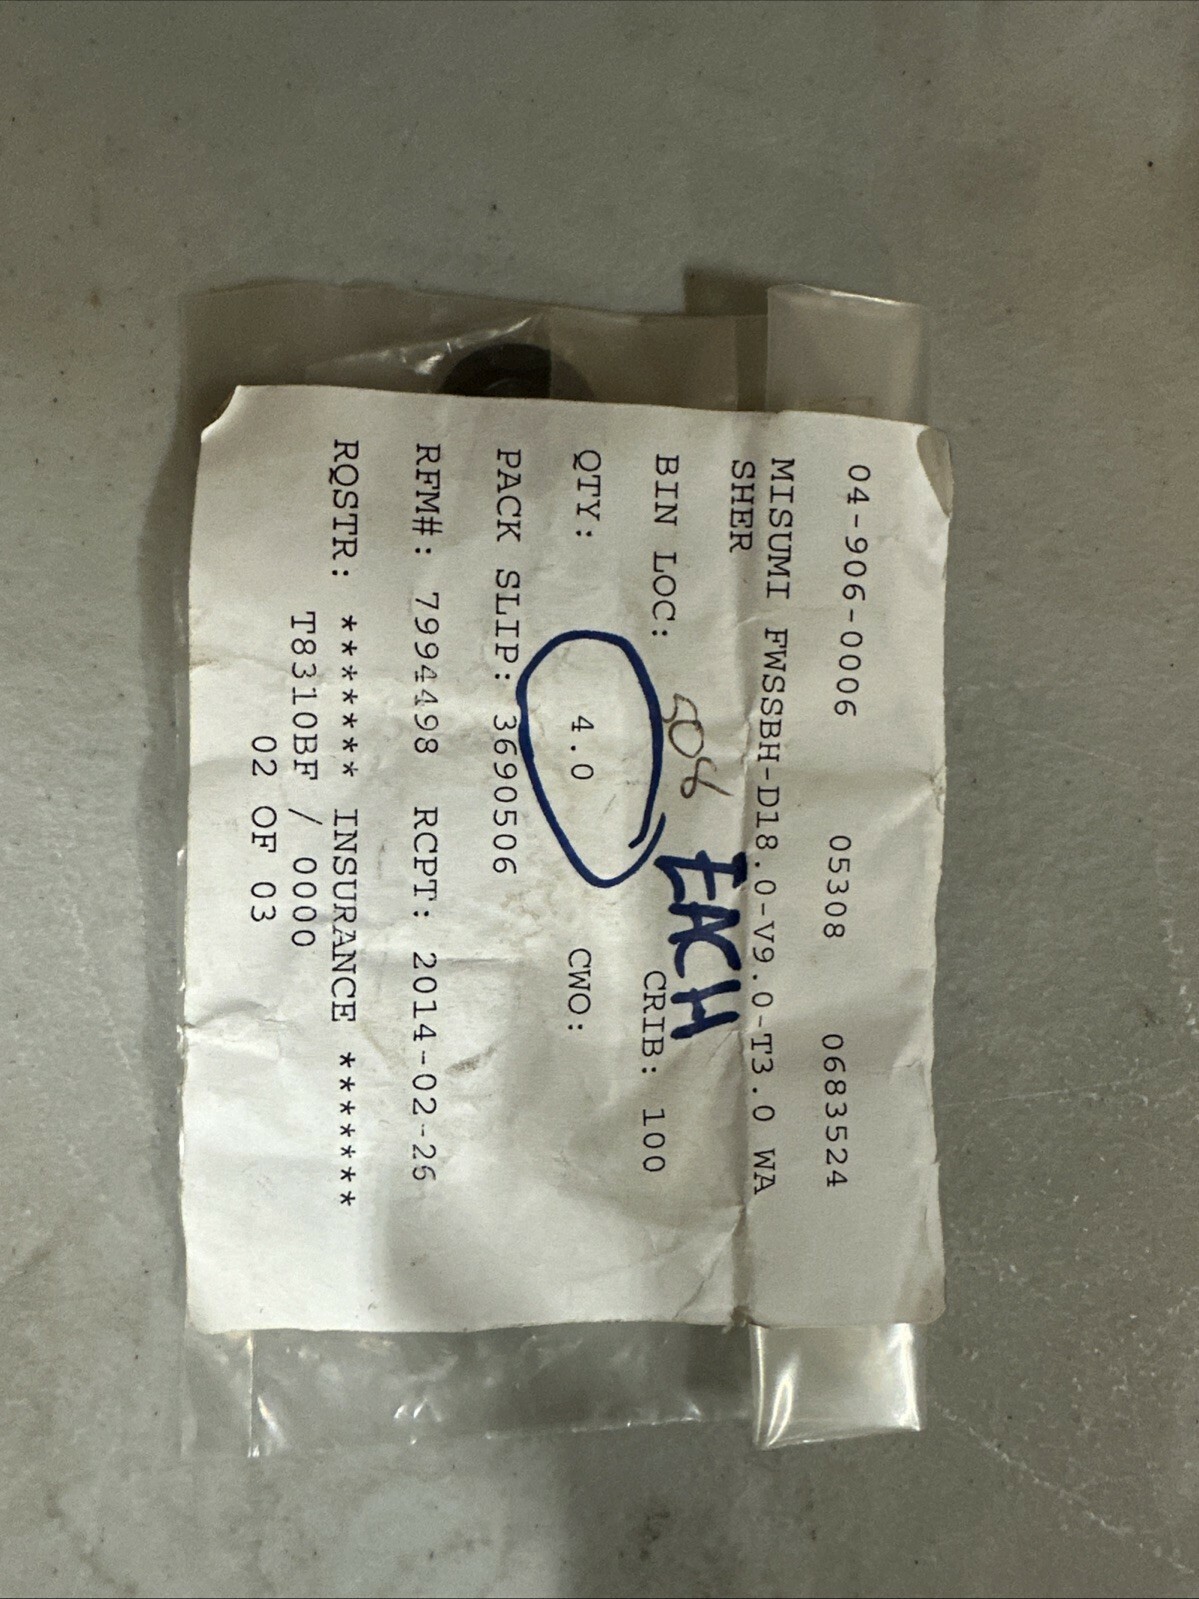 04-906-0006 05308 0683524
MISUMI FWSSBH-D18.0-V9.0-T3.0 WA
SHER
BIN LOC: 508 CRIB: 100
EACH
QTY: 4.0 CWO:
PACK SLIP: 3690506
RFM#: 7994498 RCPT: 2014-02-25
RQSTR: ******* INSURANCE *******
T8310BF / 0000
02 OF 03